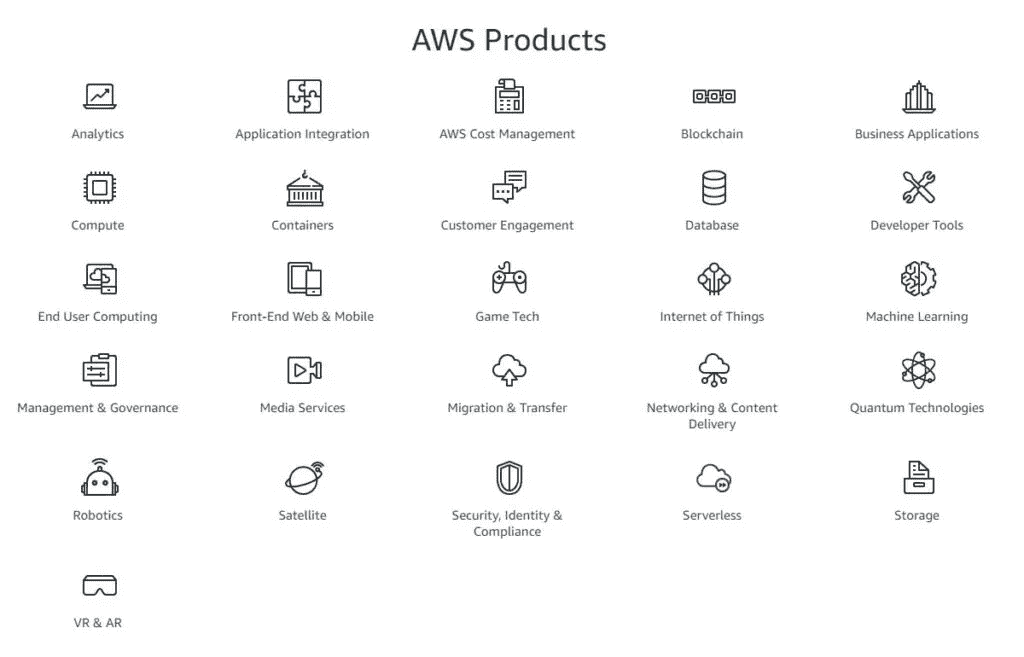 AWS Products
Analytics
Application Integration
AWS Cost Management
Blockchain
Business Applications
Compute
Containers
Customer Engagement
Database
Developer Tools
End User Computing
Front-End Web & Mobile
Game Tech
Internet of Things
Machine Learning
Management & Governance
Media Services
Migration & Transfer
Networking & Content
Delivery
Quantum Technologies
Robotics
Satellite
Security, Identity &
Compliance
Serverless
Storage
VR & AR